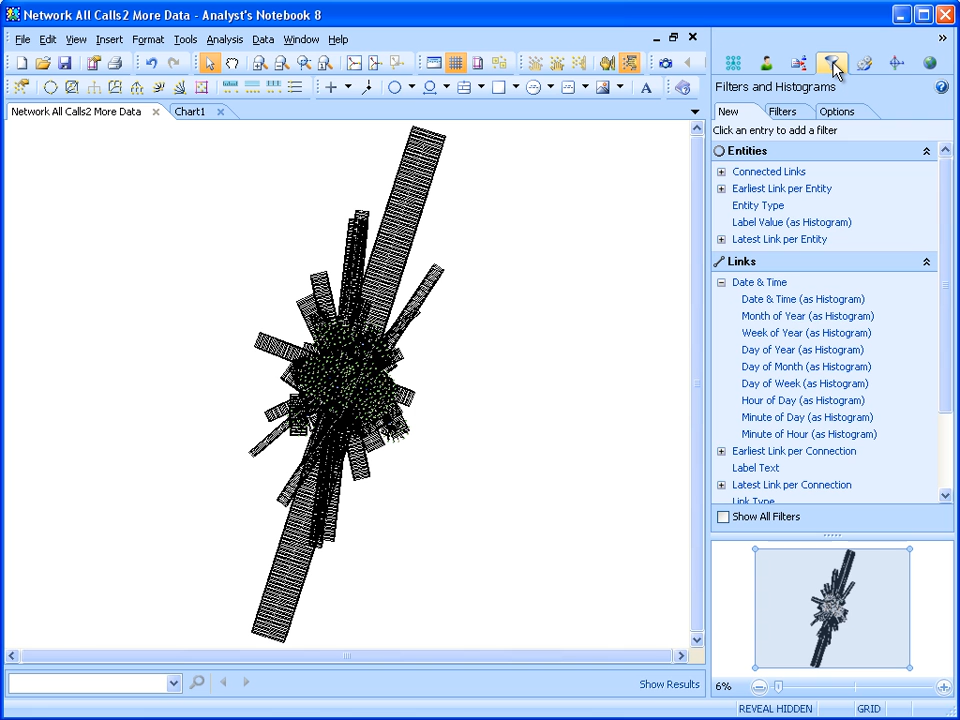 Network All Calls2 More Data - Analyst's Notebook 8
File Edit View Insert Format Tools Analysis Data Window Help
Filters and Histograms
Network All Calls2 More Data
Chart1
New Filters Options
Click an entry to add a filter
Entities
Connected Links
Earliest Link per Entity
Entity Type
Label Value (as Histogram)
Latest Link per Entity
Links
Date & Time
Date & Time (as Histogram)
Month of Year (as Histogram)
Week of Year (as Histogram)
Day of Year (as Histogram)
Day of Month (as Histogram)
Day of Week (as Histogram)
Hour of Day (as Histogram)
Minute of Day (as Histogram)
Minute of Hour (as Histogram)
Earliest Link per Connection
Label Text
Latest Link per Connection
Link Type
Show All Filters
Show Results
6%
REVEAL HIDDEN
GRID